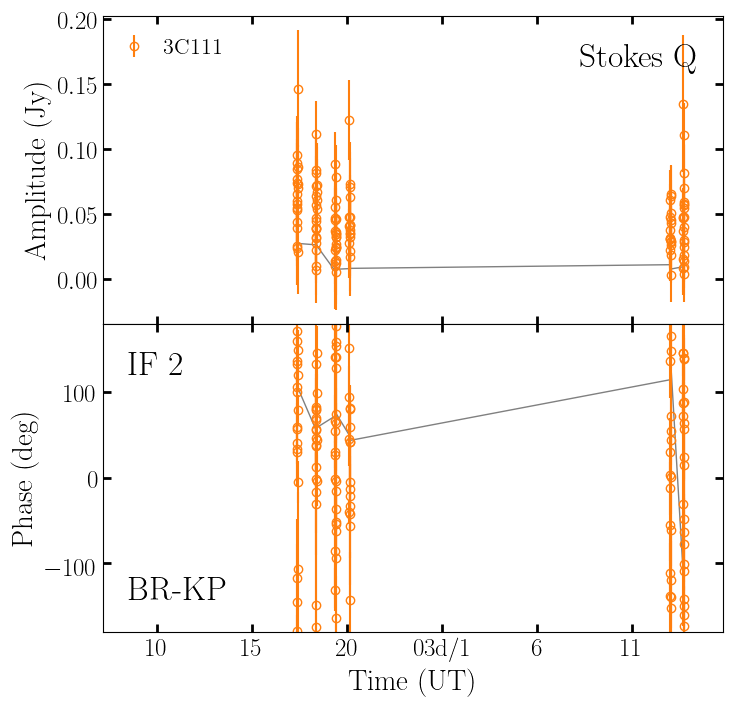 0.20
3C111
Stokes Q
0.15
0.10
0.05
0.00
Amplitude (Jy)
IF 2
100
0
−100
Phase (deg)
BR-KP
10 15 20 03d/1 6 11
Time (UT)